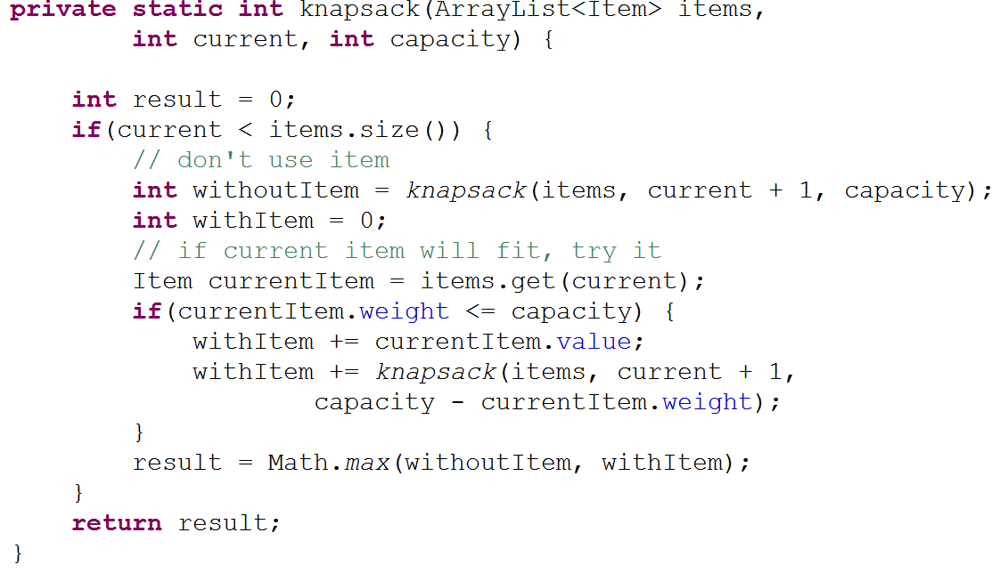 private static int knapsack(ArrayList<Item> items,
        int current, int capacity) {
    int result = 0;
    if(current < items.size()) {
        // don't use item
        int withoutItem = knapsack(items, current + 1, capacity);
        int withItem = 0;
        // if current item will fit, try it
        Item currentItem = items.get(current);
        if(currentItem.weight <= capacity) {
            withItem += currentItem.value;
            withItem += knapsack(items, current + 1,
                    capacity - currentItem.weight);
        }
        result = Math.max(withoutItem, withItem);
    }
    return result;
}